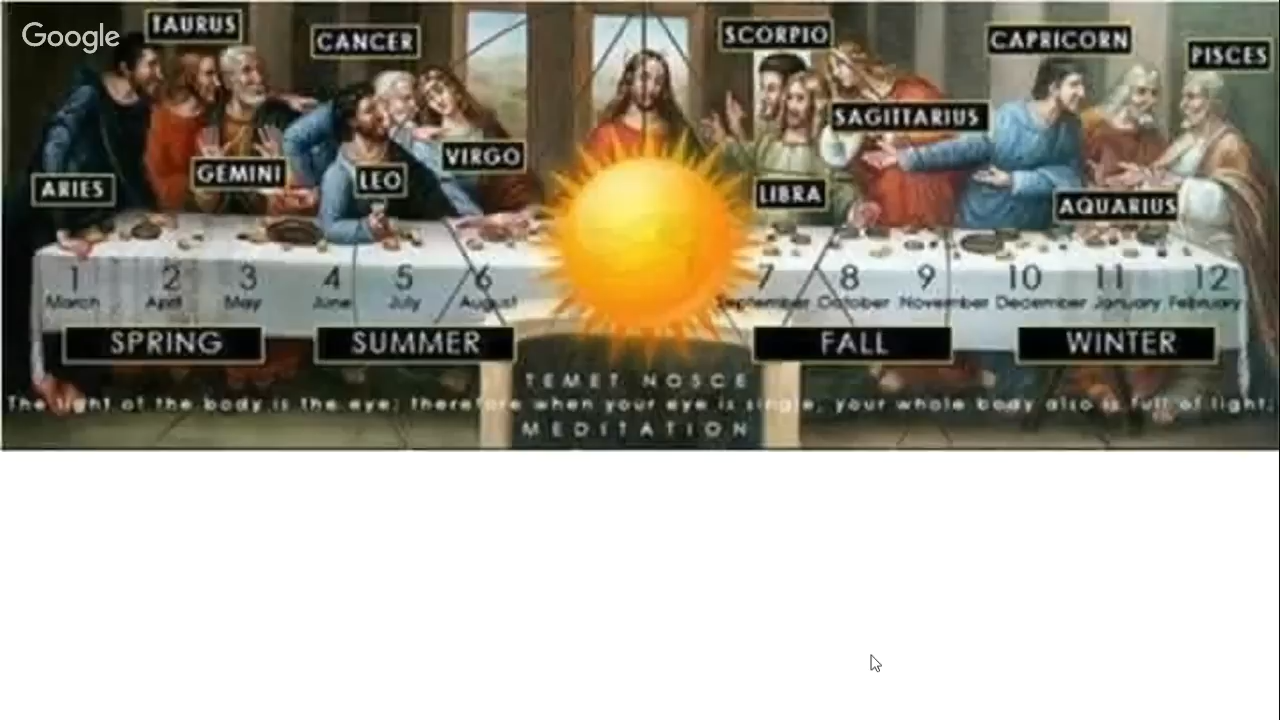 Google
TAURUS
CANCER
SCORPIO
CAPRICORN
PISCES
SAGITTARIUS
VIRGO
GEMINI
LEO
ARIES
LIBRA
AQUARIUS
1 2 3 4 5 6 7 8 9 10 11 12
March April May June July August September October November December January February
SPRING SUMMER FALL WINTER
TEMET NOSCE
The light of the body is the eye; therefore when your eye is single, your whole body also is full of light;
MEDITATION